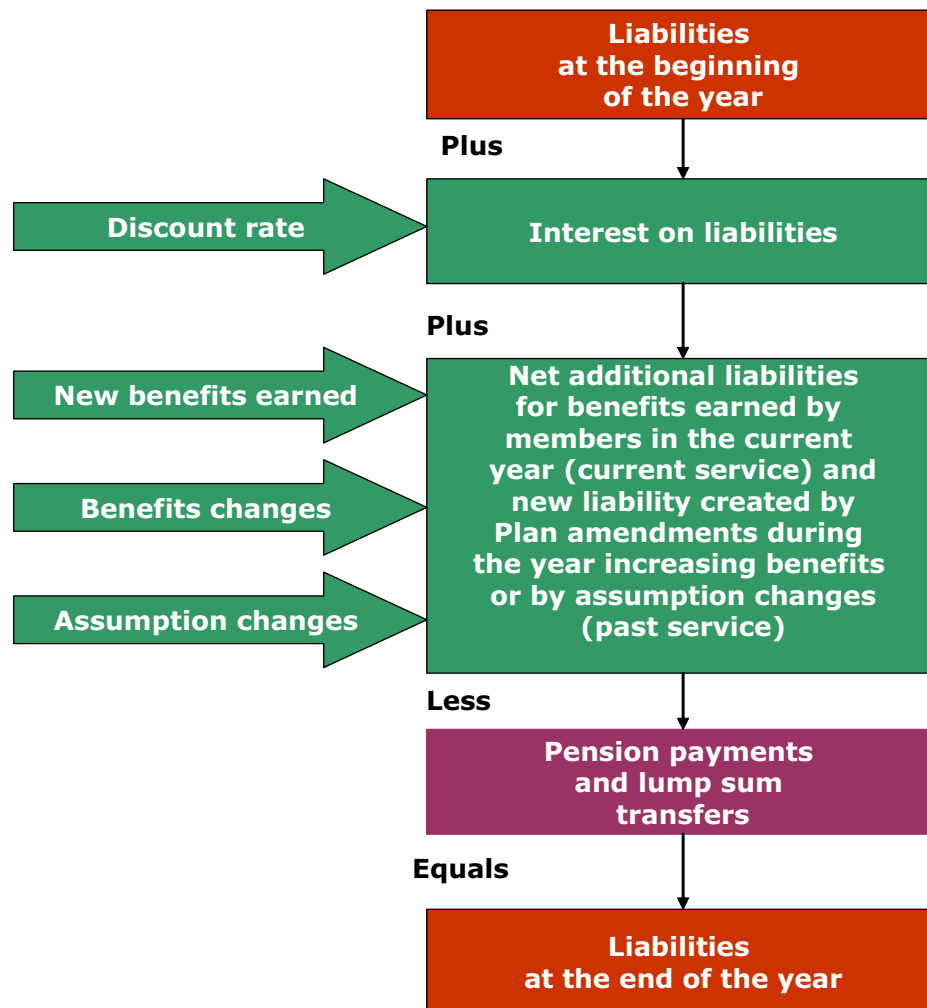 Liabilities
at the beginning
of the year
Plus
Discount rate
Interest on liabilities
Plus
New benefits earned
Benefits changes
Assumption changes
Net additional liabilities
for benefits earned by
members in the current
year (current service) and
new liability created by
Plan amendments during
the year increasing benefits
or by assumption changes
(past service)
Less
Pension payments
and lump sum
transfers
Equals
Liabilities
at the end of the year